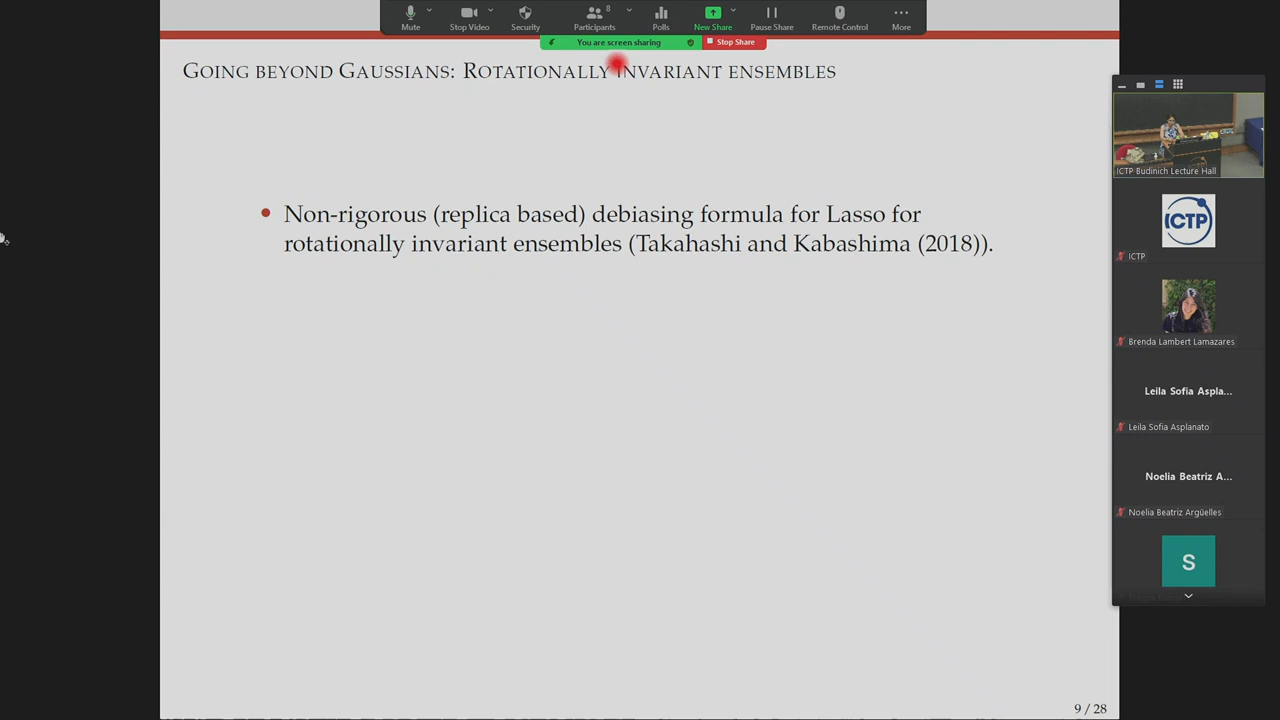 Mute
Stop Video
Security
Participants
8
Polls
New Share
Pause Share
Remote Control
More
You are screen sharing
Stop Share
GOING BEYOND GAUSSIANS: ROTATIONALLY INVARIANT ENSEMBLES
Non-rigorous (replica based) debiasing formula for Lasso for
rotationally invariant ensembles (Takahashi and Kabashima (2018)).
9 / 28
ICTP Budinich Lecture Hall
ICTP
ICTP
Brenda Lambert Lamazares
Leila Sofia Aspla...
Leila Sofia Asplanato
Noelia Beatriz A...
Noelia Beatriz Argüelles
S